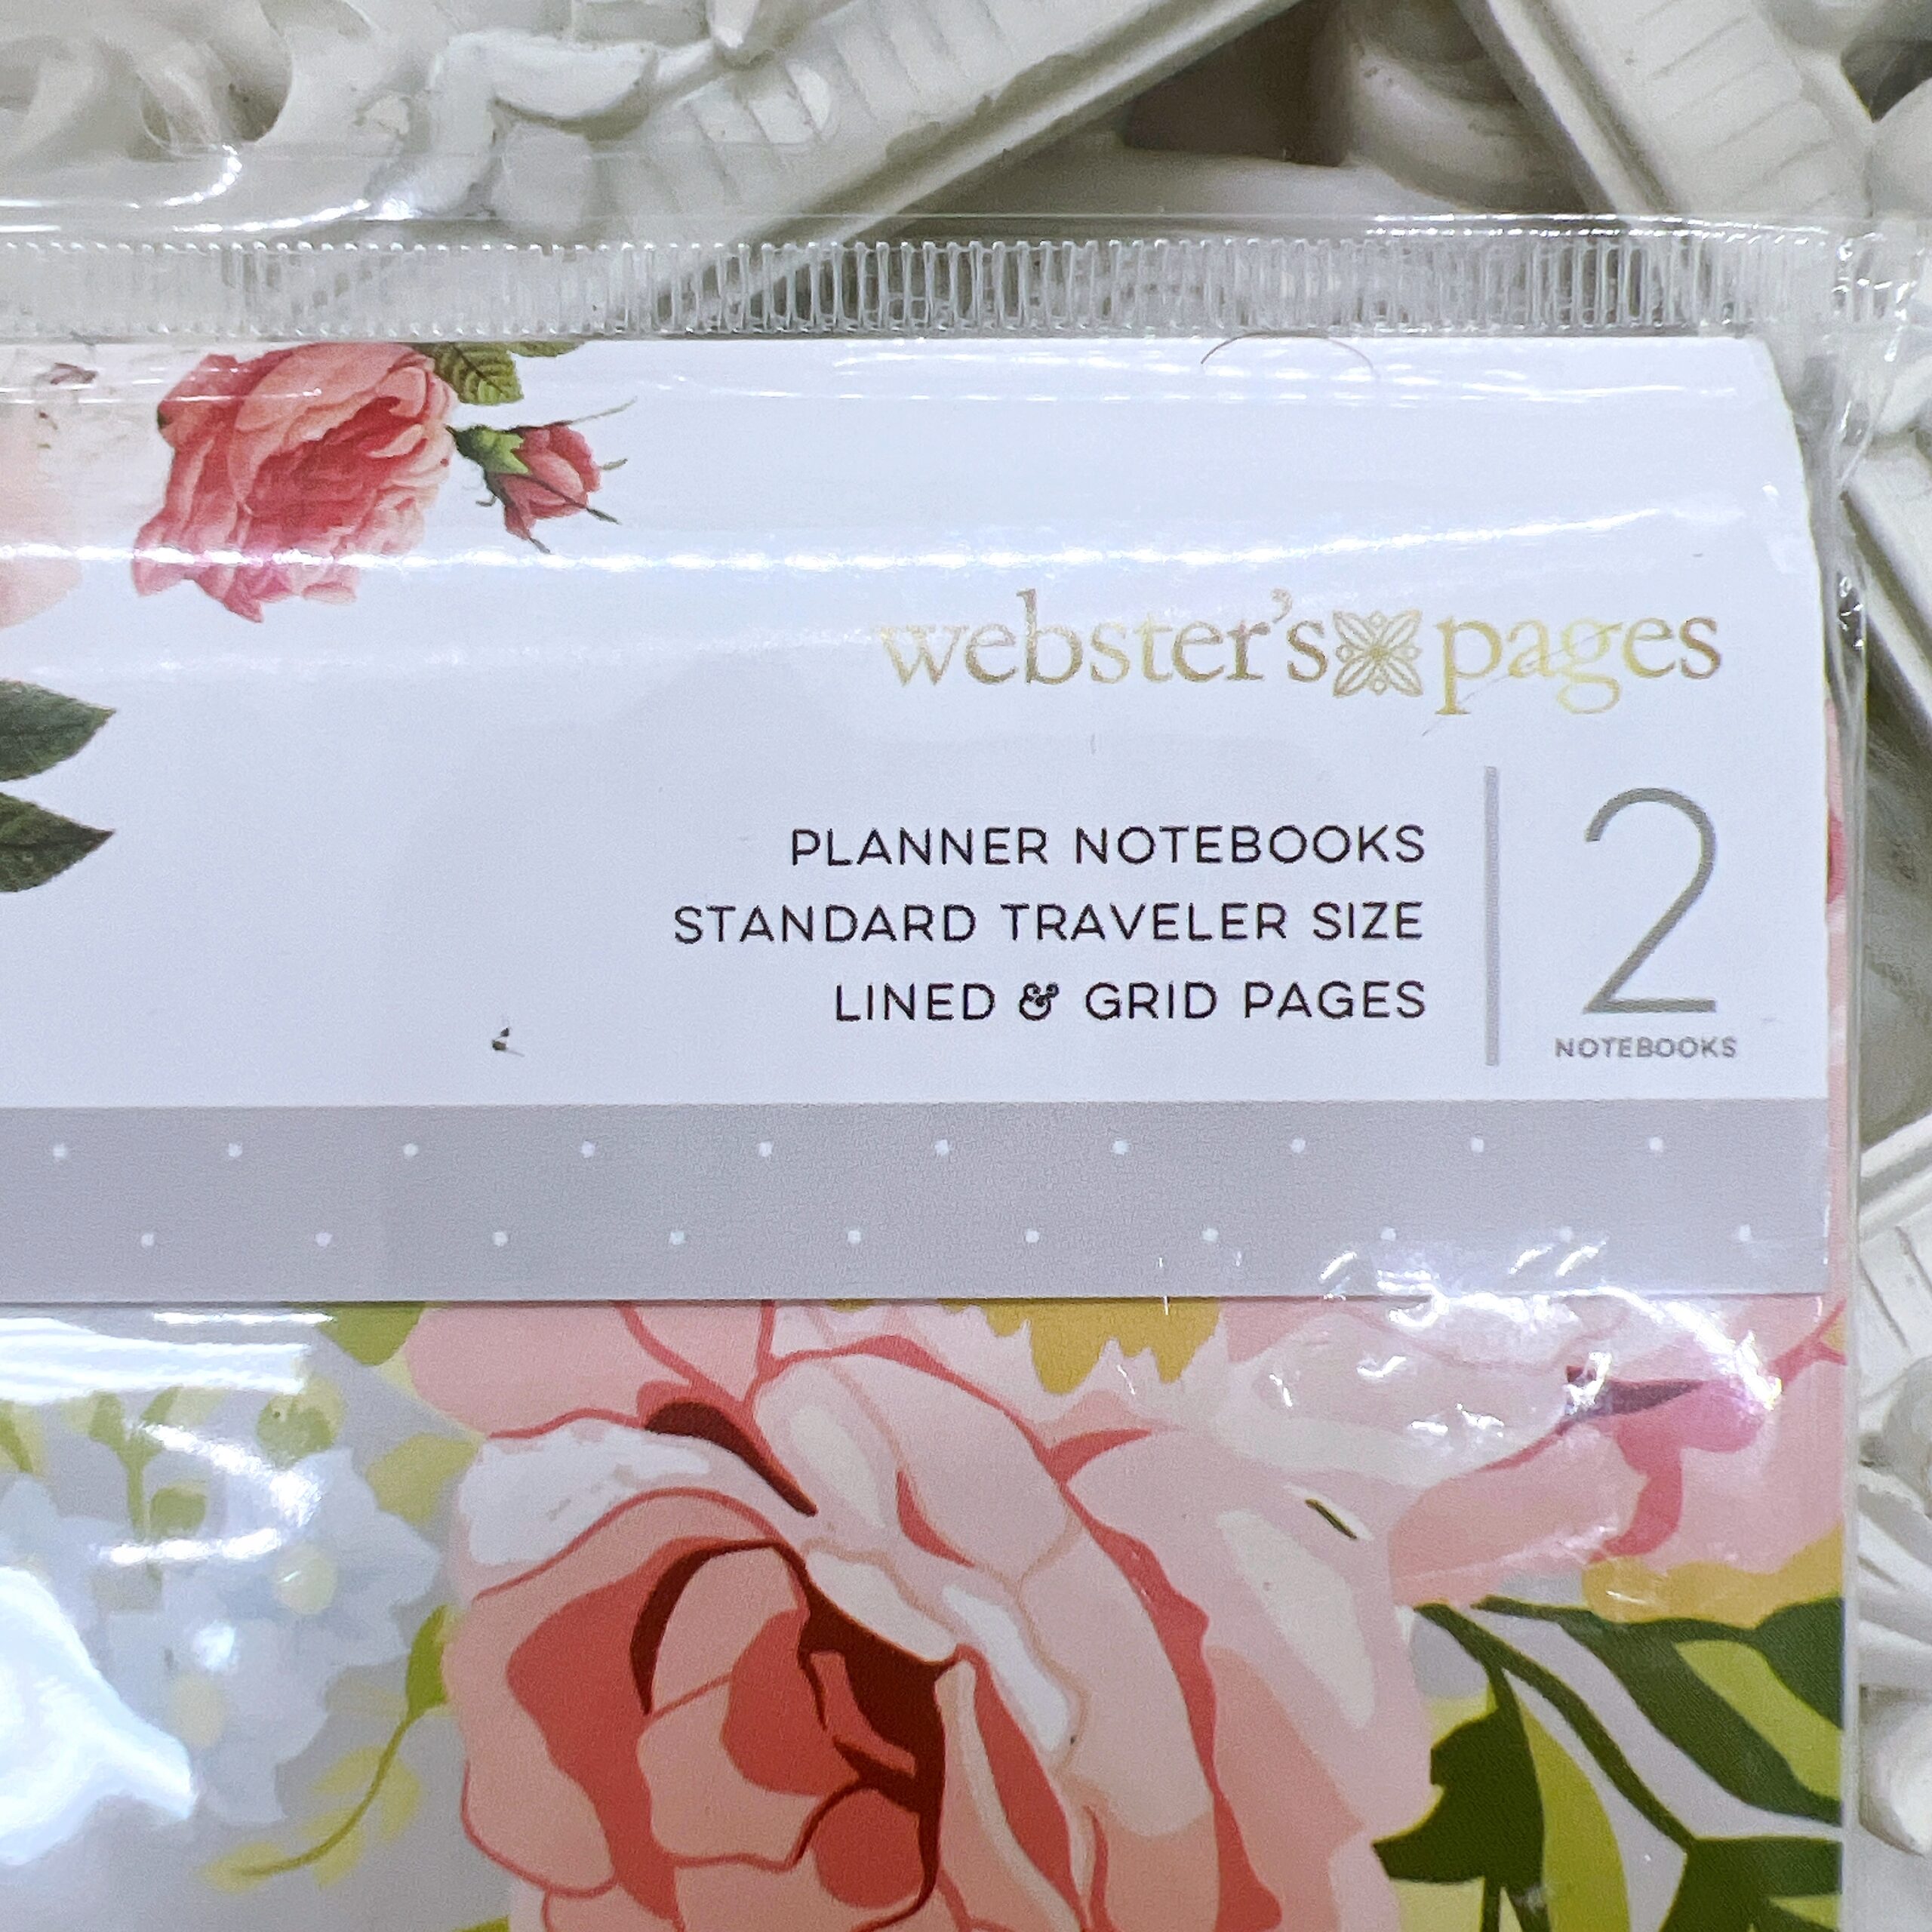 webster's pages
PLANNER NOTEBOOKS
STANDARD TRAVELER SIZE
LINED & GRID PAGES
2
NOTEBOOKS